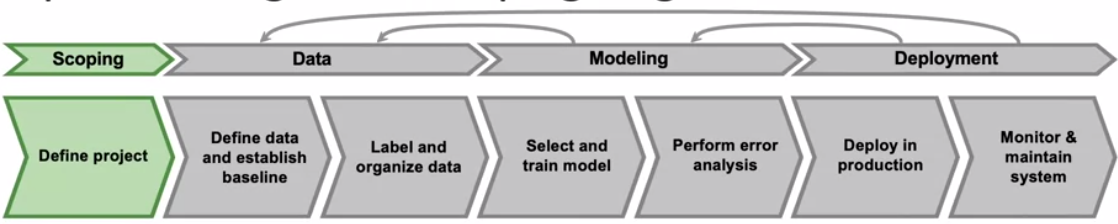 Scoping
Data
Modeling
Deployment
Define project
Define data
and establish
baseline
Label and
organize data
Select and
train model
Perform error
analysis
Deploy in
production
Monitor &
maintain
system